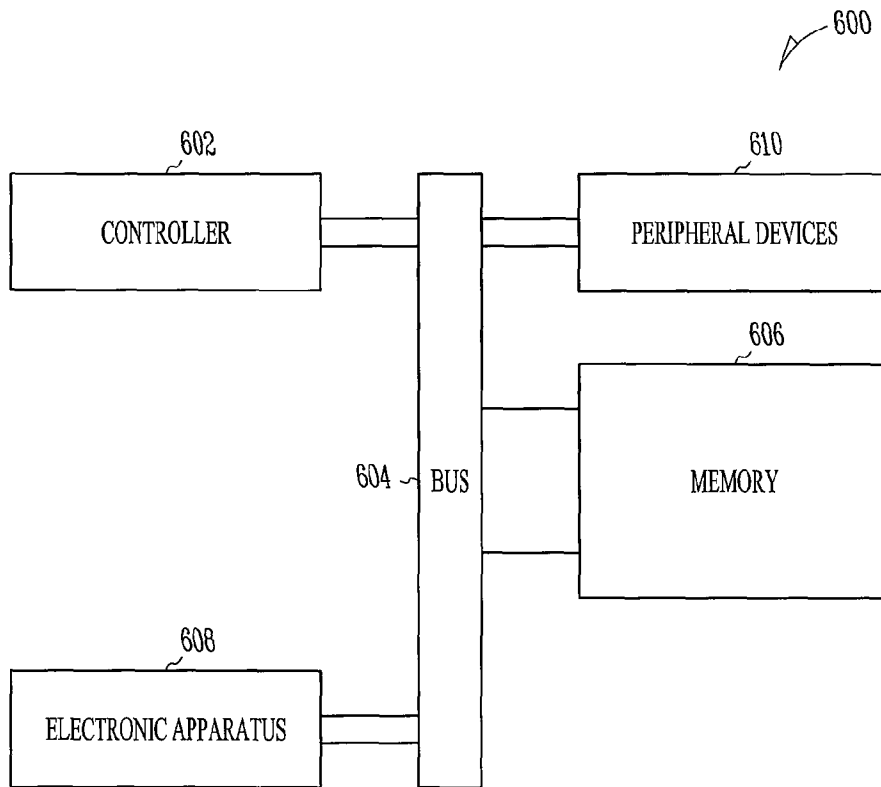 600
602
CONTROLLER
610
PERIPHERAL DEVICES
606
MEMORY
604
BUS
608
ELECTRONIC APPARATUS